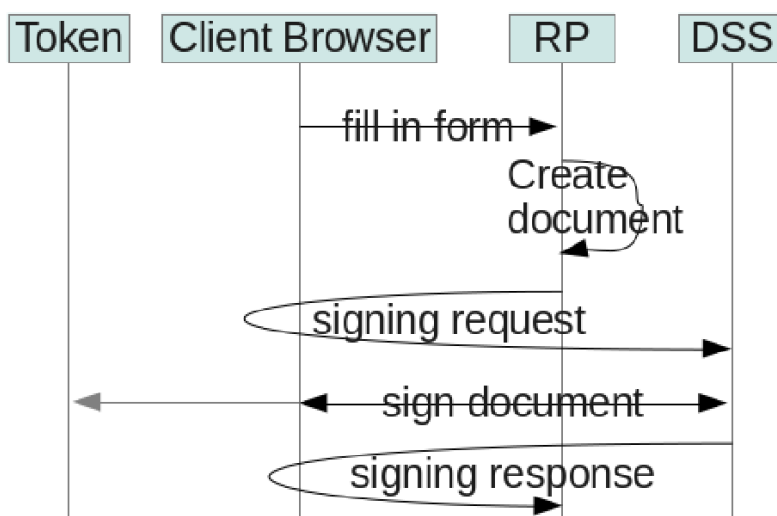 Token
Client Browser
RP
DSS
fill in form
Create
document
signing request
sign document
signing response